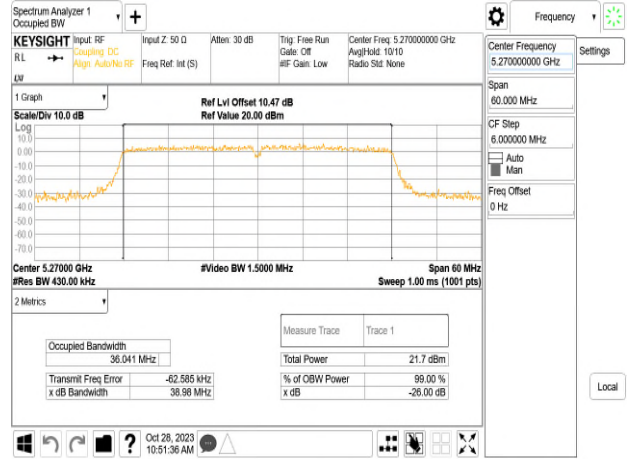 Spectrum Analyzer 1
Occupied BW
Frequency
KEYSIGHT
R L
Input: RF
Coupling: DC
Align: Auto/No RF
Input Z: 50 Ω
Freq Ref: Int (S)
Atten: 30 dB
Trig: Free Run
Gate: Off
#IF Gain: Low
Center Freq: 5.270000000 GHz
Avg|Hold: 10/10
Radio Std: None
1 Graph
Scale/Div 10.0 dB
Ref Lvl Offset 10.47 dB
Ref Value 20.00 dBm
Log
10.0
0.00
-10.0
-20.0
-30.0
-40.0
-50.0
-60.0
-70.0
Center 5.27000 GHz
#Video BW 1.5000 MHz
Span 60 MHz
#Res BW 430.00 kHz
Sweep 1.00 ms (1001 pts)
2 Metrics
Measure Trace Trace 1
Occupied Bandwidth
36.041 MHz
Total Power 21.7 dBm
Transmit Freq Error -62.585 kHz
% of OBW Power 99.00 %
x dB Bandwidth 38.98 MHz
x dB -26.00 dB
Oct 28, 2023
10:51:36 AM
Center Frequency
5.270000000 GHz
Settings
Span
60.000 MHz
CF Step
6.000000 MHz
Auto
Man
Freq Offset
0 Hz
Local